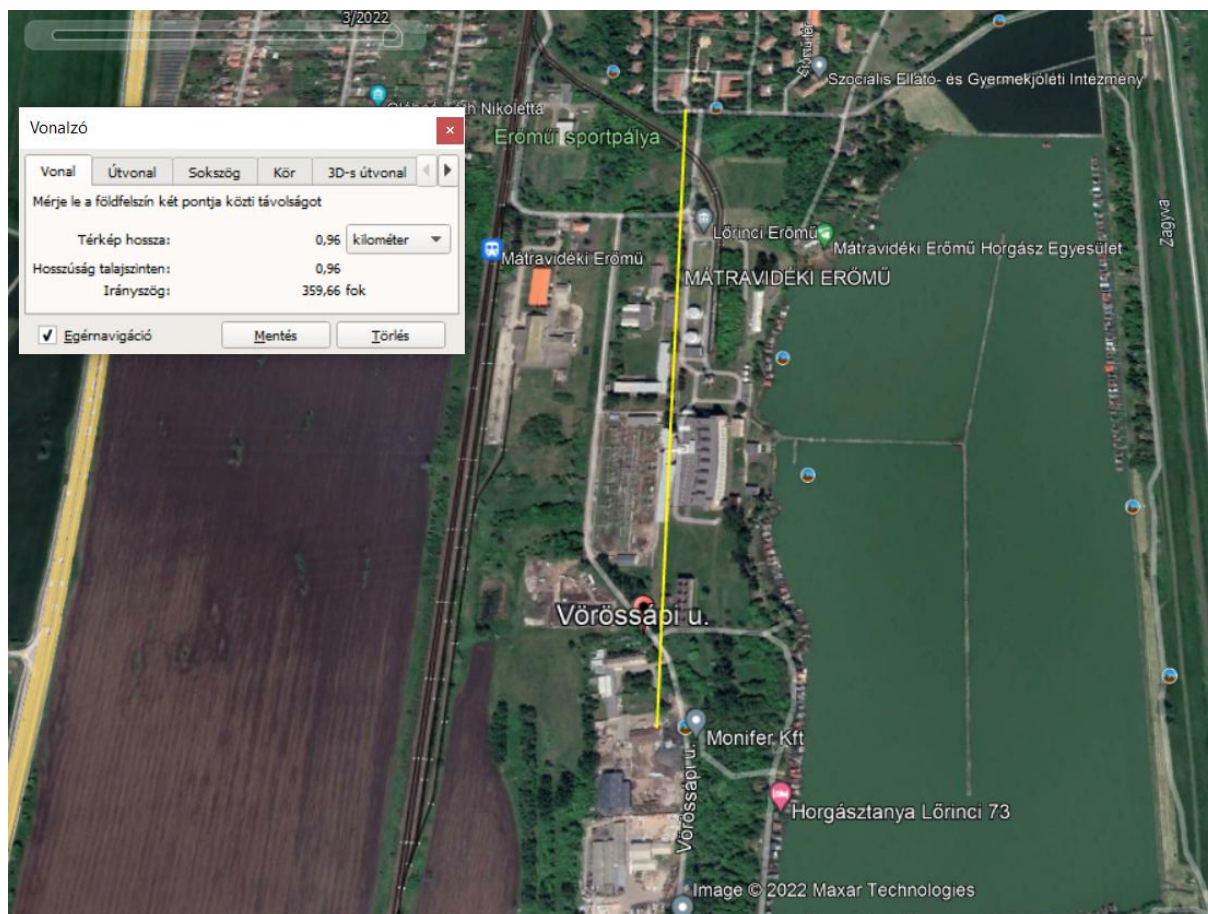 3/2022
Szociális Ellátó- és Gyermekjóléti Intézmény
Nikoletta
Erőműi sportpálya
Vonalzó
Vonal Útvonal Sokszög Kör 3D-s útvonal
Mérje le a földfelszín két pontja közti távolságot
Térkép hossza: 0,96 kilométer
Hosszúság talajszinten: 0,96
Irányszög: 359,66 fok
Egérnavigáció Mentés Törlés
Zagyva
Lőrinci Erőmű
Mátravidéki Erőmű Horgász Egyesület
Mátravidéki Erőmű
MÁTRAVIDÉKI ERŐMŰ
Vörössápi u.
Monifer Kft
Vörössápi u.
Horgásztanya Lőrinci 73
Image © 2022 Maxar Technologies